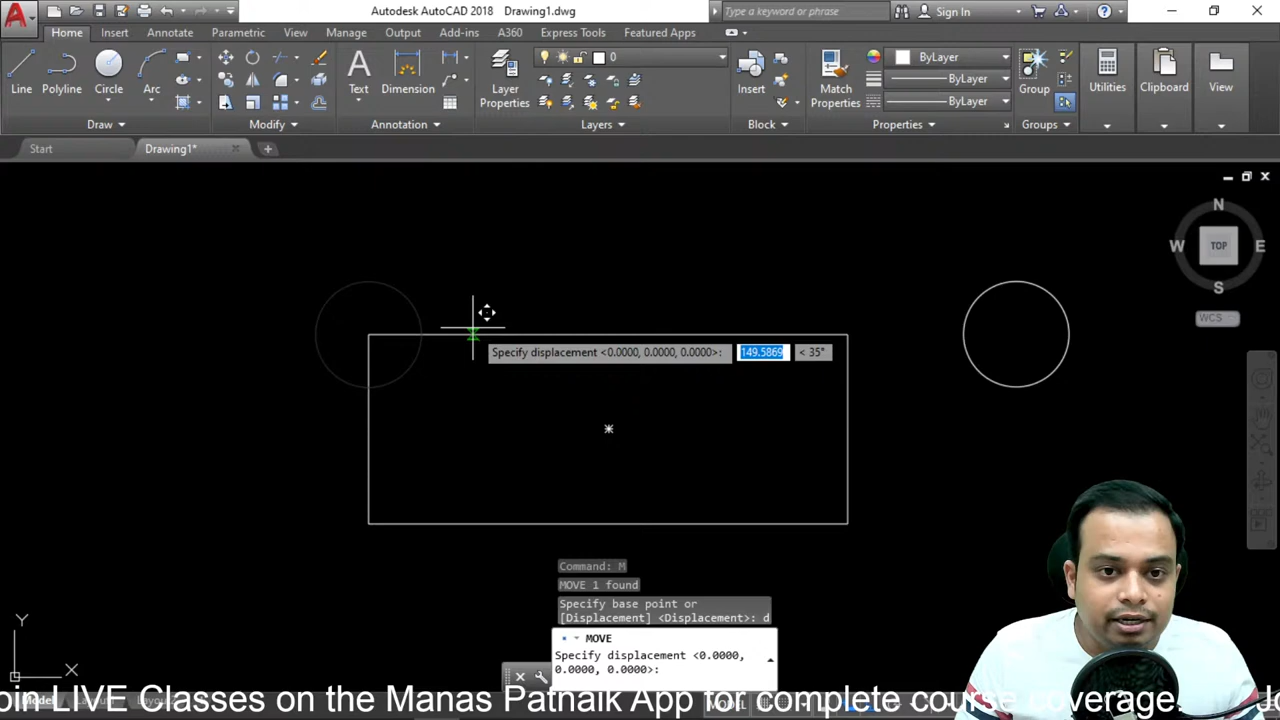 Autodesk AutoCAD 2018 Drawing1.dwg
Type a keyword or phrase
Sign In
Home Insert Annotate Parametric View Manage Output Add-ins A360 Express Tools Featured Apps
0
ByLayer
ByLayer
ByLayer
Line Polyline Circle Arc Text Dimension Layer Properties Insert Match Properties Group Utilities Clipboard View
Draw Modify Annotation Layers Block Properties Groups
Start Drawing1*
N
W TOP E
S
WCS
Specify displacement <0.0000, 0.0000, 0.0000>: 149.5869 < 35°
Command: M
MOVE 1 found
Specify base point or
[Displacement] <Displacement>: d
MOVE
Specify displacement <0.0000,
0.0000, 0.0000>:
Y
X
oin LIVE Classes on the Manas Patnaik App for complete course coverage. Jo
MODEL